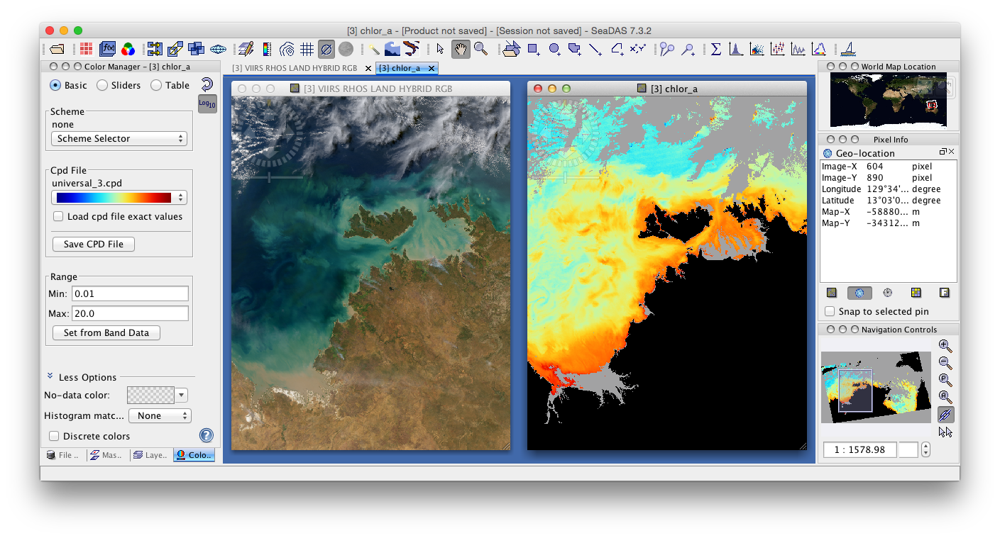 [3] chlor_a - [Product not saved] - [Session not saved] - SeaDAS 7.3.2
f(x)
Color Manager - [3] chlor_a
Basic
Sliders
Table
Log10
Scheme
none
Scheme Selector
Cpd File
universal_3.cpd
Load cpd file exact values
Save CPD File
Range
Min: 0.01
Max: 20.0
Set from Band Data
Less Options
No-data color:
Histogram matc... None
Discrete colors
?
File ..
Mas..
Laye..
Colo..
[3] VIIRS RHOS LAND HYBRID RGB
[3] chlor_a
[3] VIIRS RHOS LAND HYBRID RGB
[3] chlor_a
World Map Location
Pixel Info
Geo-location
Image-X 604 pixel
Image-Y 890 pixel
Longitude 129°34'... degree
Latitude 13°03'0... degree
Map-X -58880... m
Map-Y -34312... m
Snap to selected pin
Navigation Controls
1 : 1578.98